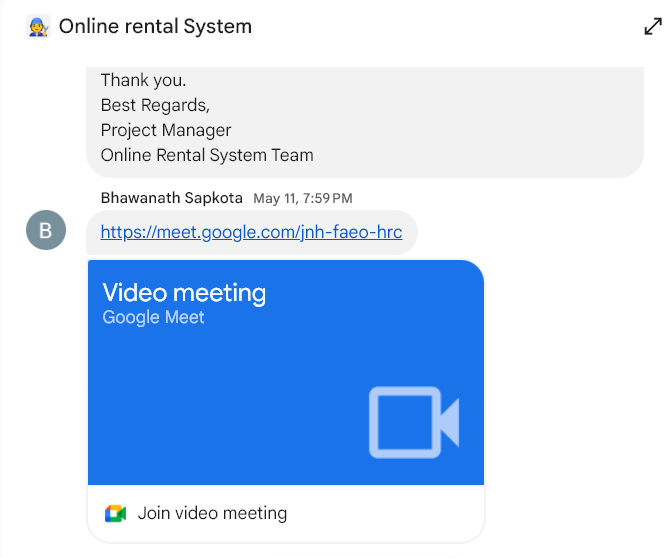 Online rental System
Thank you.
Best Regards,
Project Manager
Online Rental System Team
Bhawanath Sapkota May 11, 7:59 PM
B
https://meet.google.com/jnh-faeo-hrc
Video meeting
Google Meet
Join video meeting